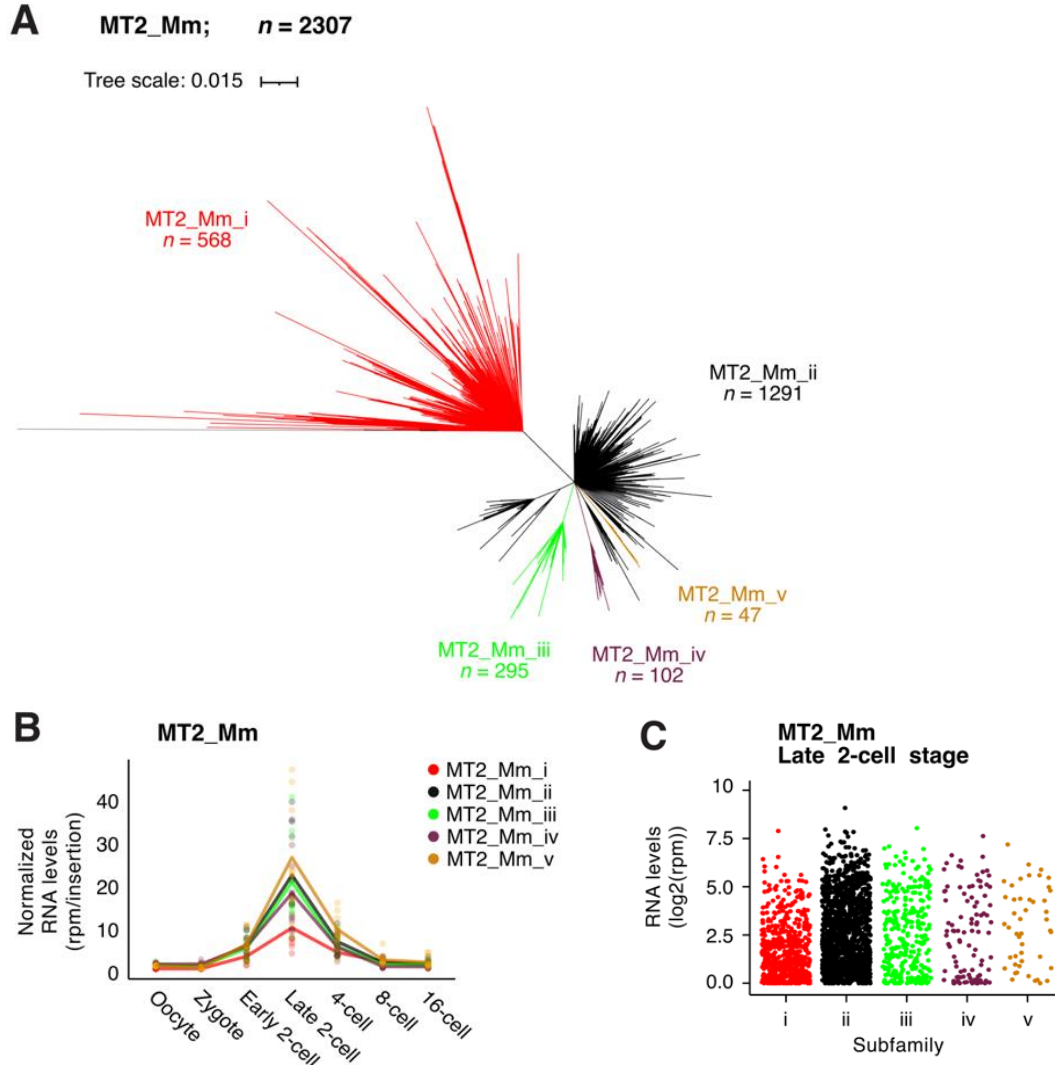 A
MT2_Mm; n = 2307
Tree scale: 0.015
MT2_Mm_i
n = 568
MT2_Mm_ii
n = 1291
MT2_Mm_v
n = 47
MT2_Mm_iii
n = 295
MT2_Mm_iv
n = 102
B
MT2_Mm
MT2_Mm_i
MT2_Mm_ii
MT2_Mm_iii
MT2_Mm_iv
MT2_Mm_v
Normalized
RNA levels
(rpm/insertion)
40
30
20
10
0
Oocyte
Zygote
Early 2-cell
Late 2-cell
4-cell
8-cell
16-cell
C
MT2_Mm
Late 2-cell stage
RNA levels
(log2(rpm))
10
7.5
5.0
2.5
0.0
i
ii
iii
iv
v
Subfamily